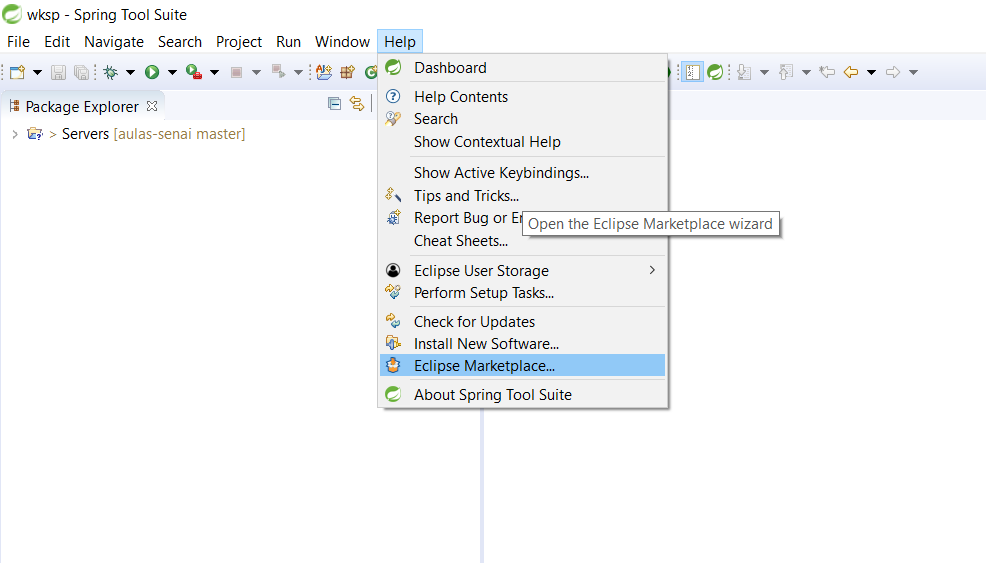 wksp - Spring Tool Suite
File Edit Navigate Search Project Run Window Help
Package Explorer
> Servers [aulas-senai master]
Dashboard
Help Contents
Search
Show Contextual Help
Show Active Keybindings...
Tips and Tricks...
Report Bug or
Open the Eclipse Marketplace wizard
Cheat Sheets...
Eclipse User Storage
Perform Setup Tasks...
Check for Updates
Install New Software...
Eclipse Marketplace...
About Spring Tool Suite